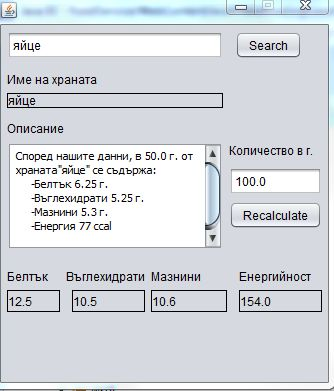 яйце
Search
Име на храната
яйце
Описание
Според нашите данни, в 50.0 г. от
храната"яйце" се съдържа:
-Белтък 6.25 г.
-Въглехидрати 5.25 г.
-Мазнини 5.3 г.
-Енергия 77 ccal
Количество в г.
100.0
Recalculate
Белтък Въглехидрати Мазнини Енергийност
12.5 10.5 10.6 154.0